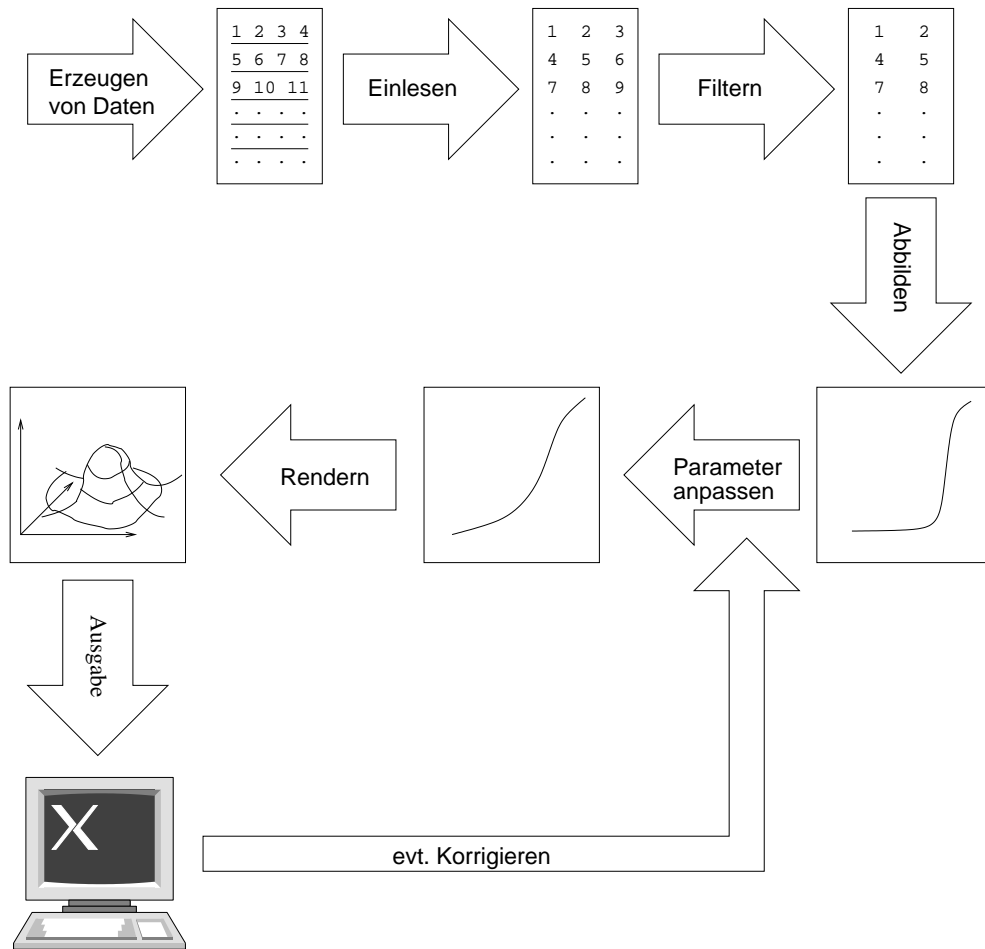 Erzeugen
von Daten
1 2 3 4
5 6 7 8
9 10 11
. . . .
. . . .
. . . .
Einlesen
1 2 3
4 5 6
7 8 9
. . .
. . .
. . .
Filtern
1 2
4 5
7 8
. .
. .
. .
Abbilden
Parameter
anpassen
Rendern
Ausgabe
X
evt. Korrigieren